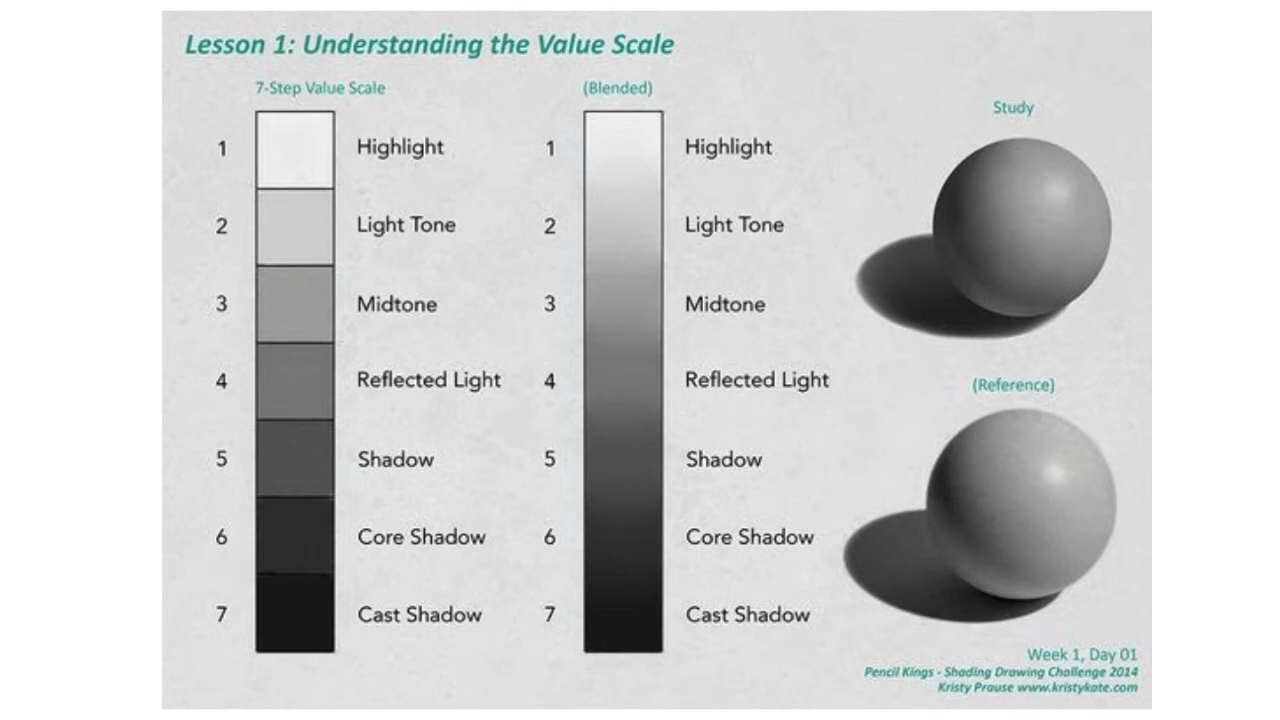 Lesson 1: Understanding the Value Scale
7-Step Value Scale
1 Highlight
2 Light Tone
3 Midtone
4 Reflected Light
5 Shadow
6 Core Shadow
7 Cast Shadow
(Blended)
1 Highlight
2 Light Tone
3 Midtone
4 Reflected Light
5 Shadow
6 Core Shadow
7 Cast Shadow
Study
(Reference)
Week 1, Day 01
Pencil Kings - Shading Drawing Challenge 2014
Kristy Prouse www.kristykate.com